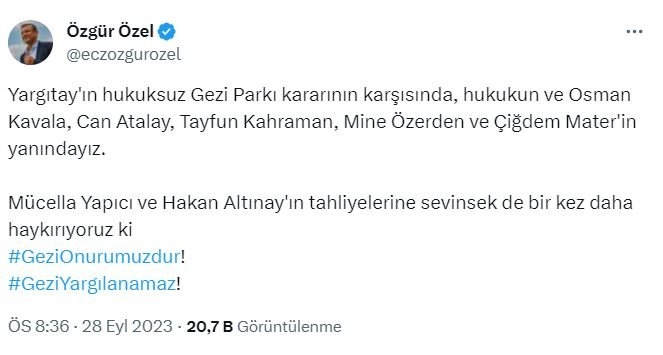 Özgür Özel
@eczozgurozel
Yargıtay'ın hukuksuz Gezi Parkı kararının karşısında, hukukun ve Osman
Kavala, Can Atalay, Tayfun Kahraman, Mine Özerden ve Çiğdem Mater'in
yanındayız.
Mücella Yapıcı ve Hakan Altınay'ın tahliyelerine sevinsek de bir kez daha
haykırıyoruz ki
#GeziOnurumuzdur!
#GeziYargılanamaz!
ÖS 8:36 · 28 Eyl 2023 · 20,7 B Görüntülenme